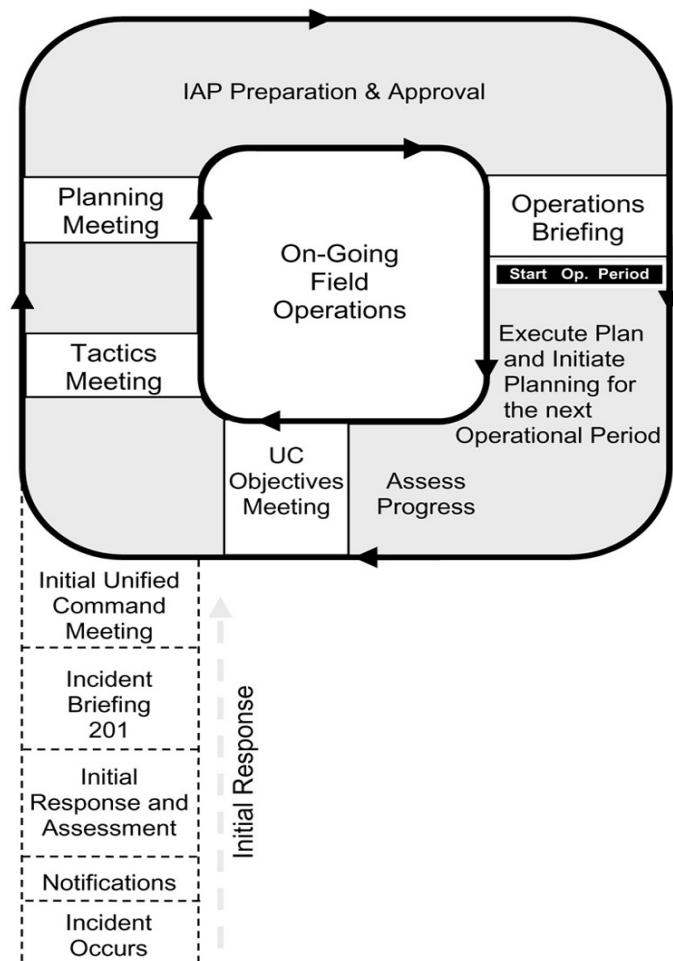 IAP Preparation & Approval
Planning
Meeting
On-Going
Field
Operations
Operations
Briefing
Start Op. Period
Tactics
Meeting
Execute Plan
and Initiate
Planning for
the next
Operational Period
UC
Objectives
Meeting
Assess
Progress
Initial Unified
Command
Meeting
Incident
Briefing
201
Initial
Response and
Assessment
Notifications
Incident
Occurs
Initial Response